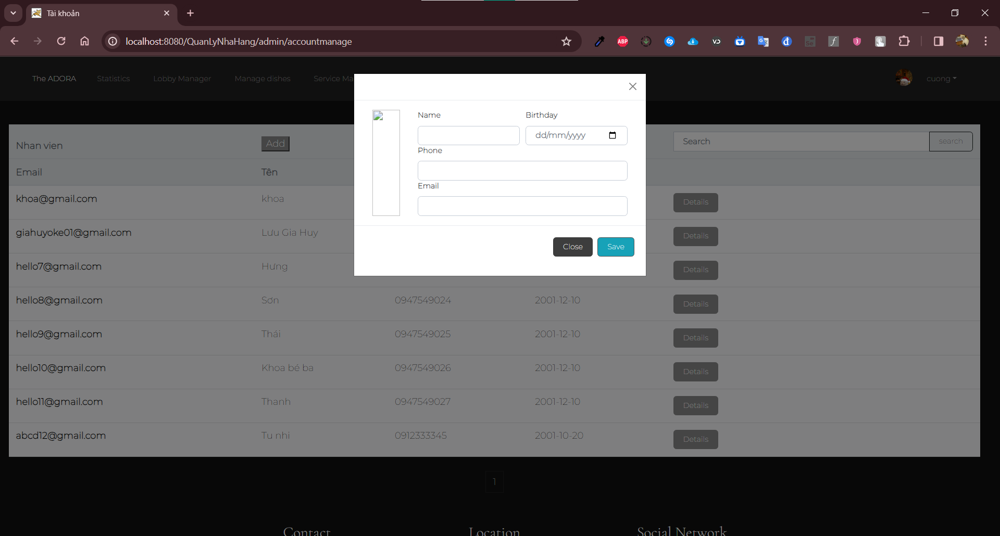 Tài khoản
localhost:8080/QuanLyNhaHang/admin/accountmanage
ABP
The ADORA Statistics Lobby Manager Manage dishes Service Ma
cuong
Name Birthday
dd/mm/yyyy
Phone
Email
Close Save
Nhan vien Add Search search
Email Tên
khoa@gmail.com khoa Details
giahuyoke01@gmail.com Lưu Gia Huy Details
hello7@gmail.com Hưng Details
hello8@gmail.com Sơn 0947549024 2001-12-10 Details
hello9@gmail.com Thái 0947549025 2001-12-10 Details
hello10@gmail.com Khoa bé ba 0947549026 2001-12-10 Details
hello11@gmail.com Thanh 0947549027 2001-12-10 Details
abcd12@gmail.com Tu nhi 0912333345 2001-10-20 Details
1
Contact Location Social Network